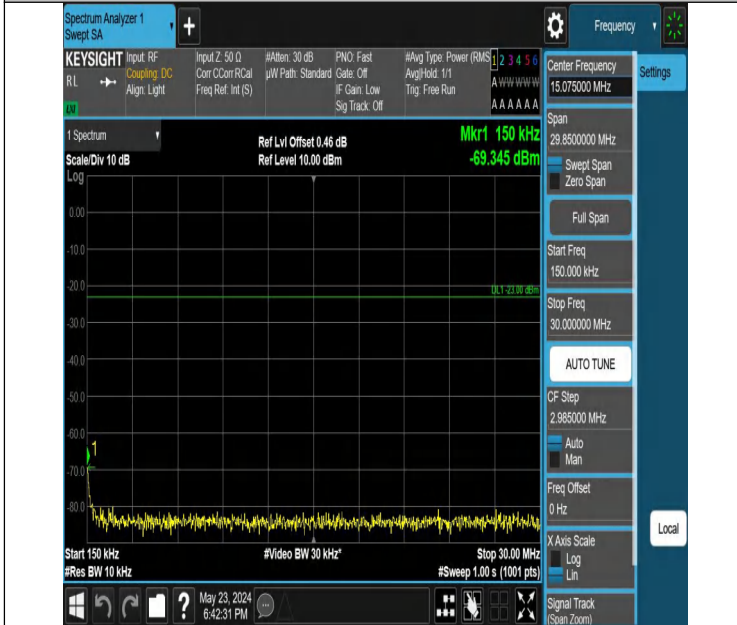 Spectrum Analyzer 1
Swept SA
+
Frequency
KEYSIGHT
RL
Input: RF
Coupling: DC
Align: Light
Input Z: 50 Ω
Corr CCorr RCal
Freq Ref: Int (S)
#Atten: 30 dB
µW Path: Standard
PNO: Fast
Gate: Off
IF Gain: Low
Sig Track: Off
#Avg Type: Power (RMS
Avg|Hold: 1/1
Trig: Free Run
1 2 3 4 5 6
A W W W W W
A A A A A A
1 Spectrum
Scale/Div 10 dB
Ref Lvl Offset 0.46 dB
Ref Level 10.00 dBm
Mkr1 150 kHz
-69.345 dBm
Log
0.00
-10.0
-20.0
DL1 -23.00 dBm
-30.0
-40.0
-50.0
-60.0
1
-70.0
-80.0
Start 150 kHz
#Res BW 10 kHz
#Video BW 30 kHz*
Stop 30.00 MHz
#Sweep 1.00 s (1001 pts)
?
May 23, 2024
6:42:31 PM
Center Frequency
15.075000 MHz
Settings
Span
29.8500000 MHz
Swept Span
Zero Span
Full Span
Start Freq
150.000 kHz
Stop Freq
30.000000 MHz
AUTO TUNE
CF Step
2.985000 MHz
Auto
Man
Freq Offset
0 Hz
Local
X Axis Scale
Log
Lin
Signal Track
(Span Zoom)